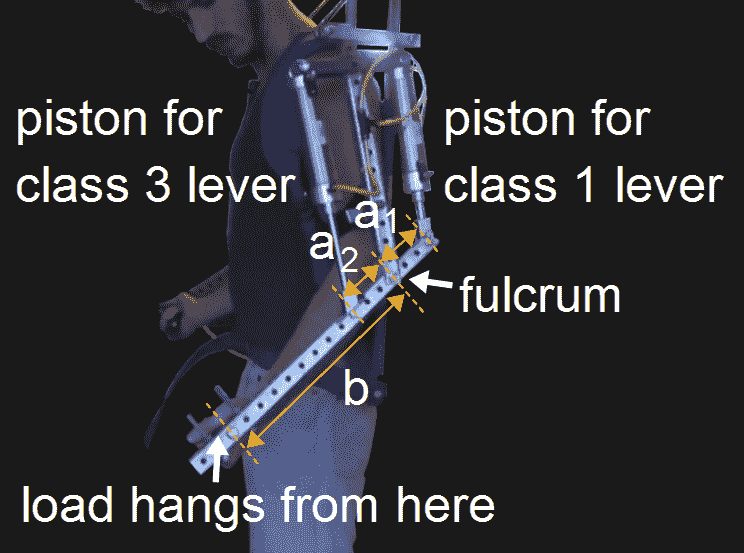 piston for
class 3 lever
piston for
class 1 lever
a1
a2
fulcrum
b
load hangs from here